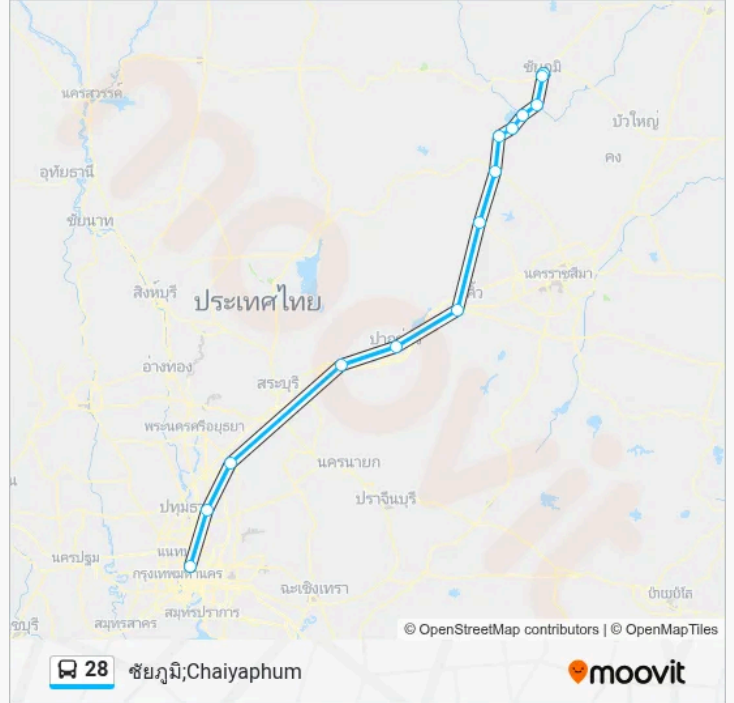 ชัยภูมิ
นครสวรรค์
บัวใหญ่
คง
อุทัยธานี
ชัยนาท
นครราชสีมา
สิงห์บุรี
ประเทศไทย
คิ้ว
อ่างทอง
สระบุรี
พระนครศรีอยุธยา
นครนายก
ปราจีนบุรี
นครปฐม
กรุงเทพมหานคร
ฉะเชิงเทรา
สมุทรปราการ
สมุทรสาคร
moovit
© OpenStreetMap contributors | © OpenMapTiles
28 ชัยภูมิ;Chaiyaphum
moovit